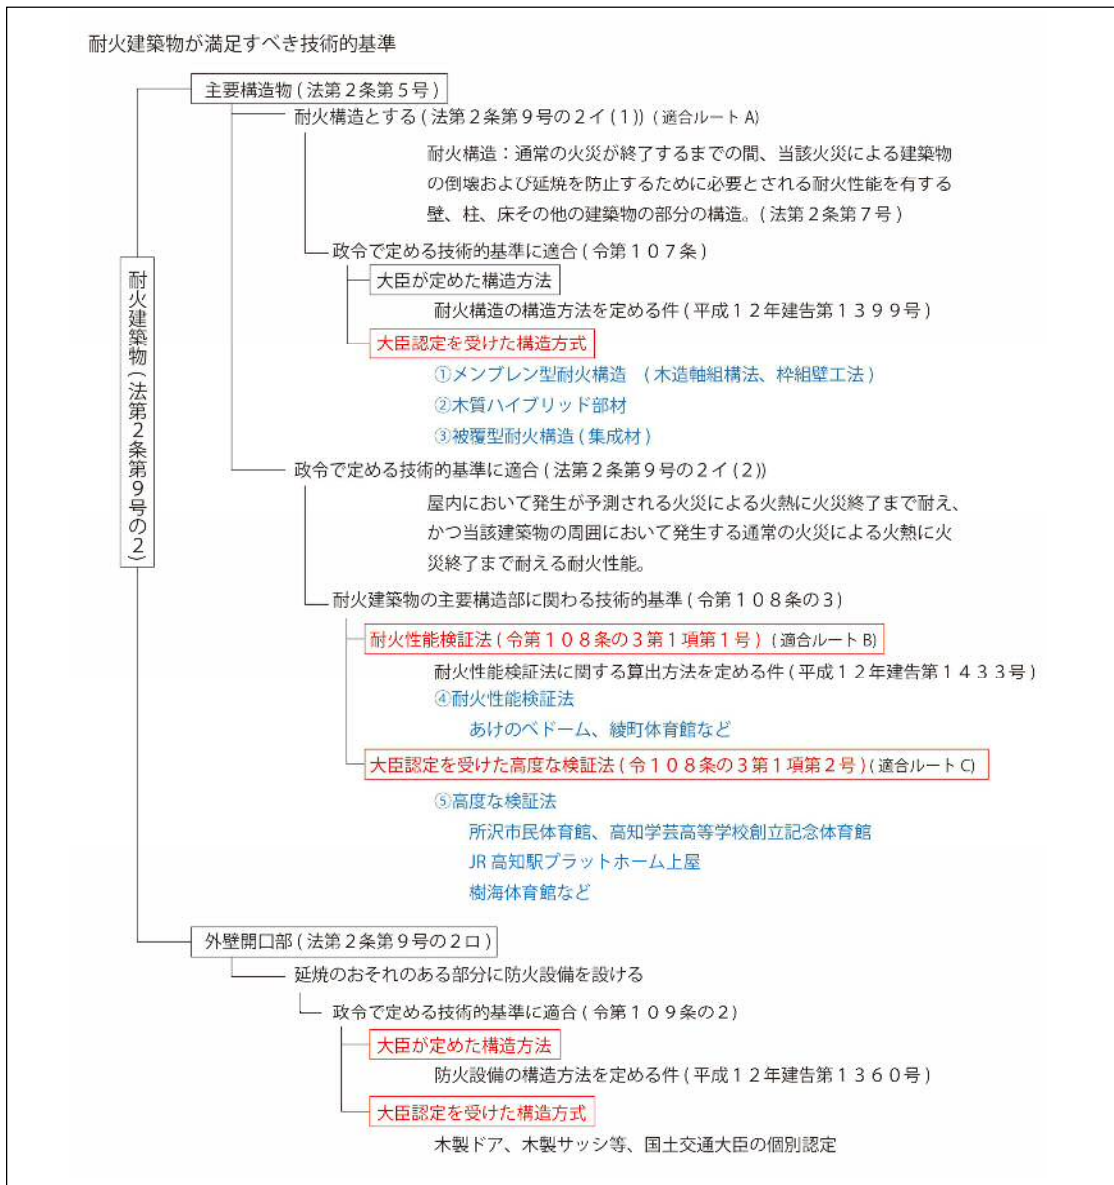 耐火建築物が満足すべき技術的基準
主要構造物(法第2条第5号)
耐火構造とする(法第2条第9号の2イ(1)) (適合ルートA)
耐火構造：通常の火災が終了するまでの間、当該火災による建築物
の倒壊および延焼を防止するために必要とされる耐火性能を有する
壁、柱、床その他の建築物の部分の構造。(法第2条第7号)
政令で定める技術的基準に適合(令第107条)
大臣が定めた構造方法
耐火構造の構造方法を定める件(平成12年建告第1399号)
大臣認定を受けた構造方式
①メンブレン型耐火構造　(木造軸組構法、枠組壁工法)
②木質ハイブリッド部材
③被覆型耐火構造(集成材)
耐火建築物(法第2条第9号の2)
政令で定める技術的基準に適合(法第2条第9号の2イ(2))
屋内において発生が予測される火災による火熱に火災終了まで耐え、
かつ当該建築物の周囲において発生する通常の火災による火熱に火
災終了まで耐える耐火性能。
耐火建築物の主要構造部に関わる技術的基準(令第108条の3)
耐火性能検証法(令第108条の3第1項第1号) (適合ルートB)
耐火性能検証法に関する算出方法を定める件(平成12年建告第1433号)
④耐火性能検証法
あけのべドーム、綾町体育館など
大臣認定を受けた高度な検証法(令108条の3第1項第2号)(適合ルートC)
⑤高度な検証法
所沢市民体育館、高知学芸高等学校創立記念体育館
JR高知駅プラットホーム上屋
樹海体育館など
外壁開口部(法第2条第9号の2ロ)
延焼のおそれのある部分に防火設備を設ける
政令で定める技術的基準に適合(令第109条の2)
大臣が定めた構造方法
防火設備の構造方法を定める件(平成12年建告第1360号)
大臣認定を受けた構造方式
木製ドア、木製サッシ等、国土交通大臣の個別認定